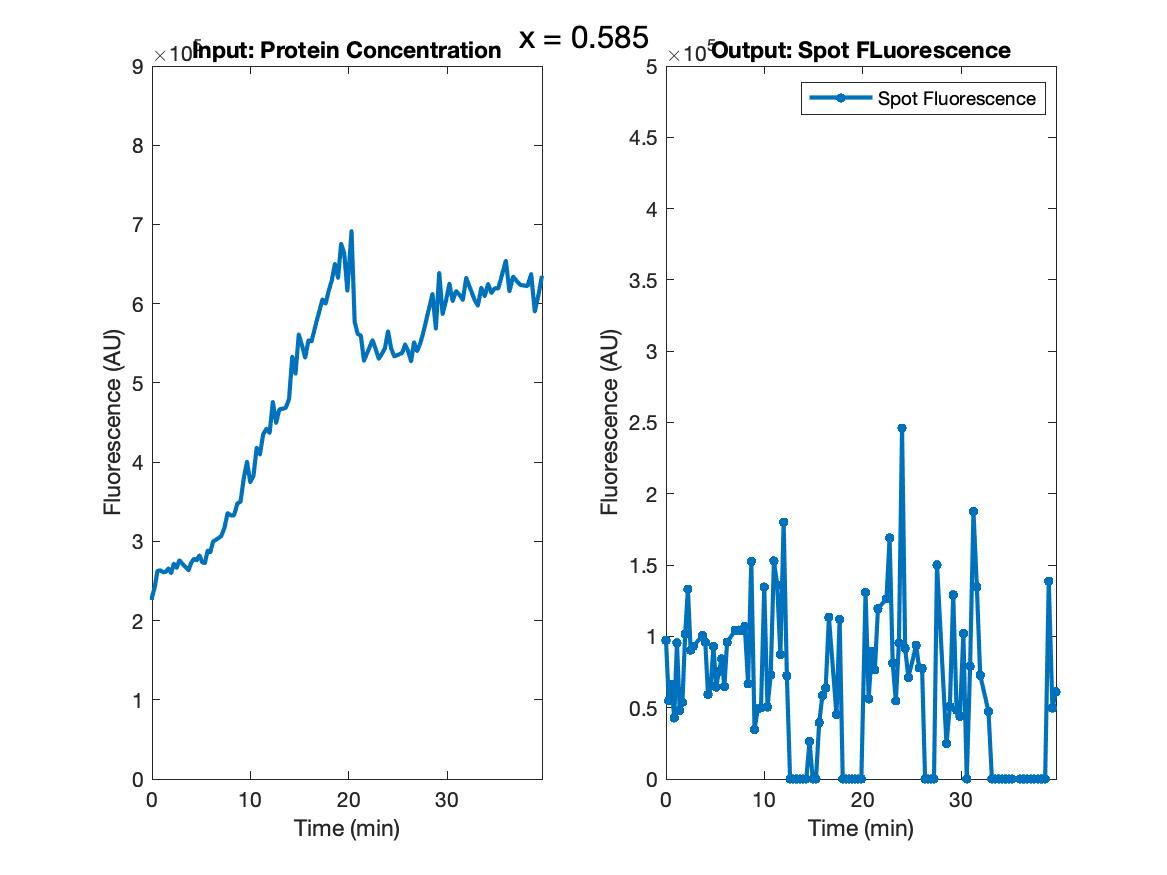 x = 0.585
×10⁵
Input: Protein Concentration
9
8
7
6
5
4
3
2
1
0
0 10 20 30
Time (min)
Fluorescence (AU)
×10⁵
Output: Spot FLuorescence
Spot Fluorescence
5
4.5
4
3.5
3
2.5
2
1.5
1
0.5
0
0 10 20 30
Time (min)
Fluorescence (AU)